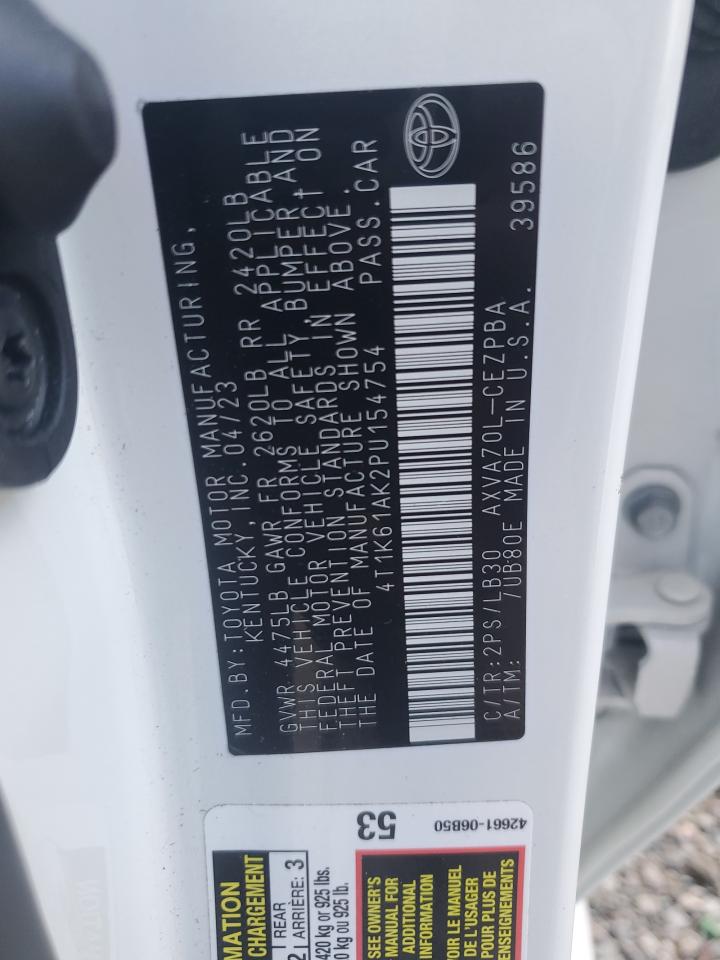 MFD.BY:TOYOTA MOTOR MANUFACTURING,
KENTUCKY, INC. 04/23
GVWR 4475LB GAWR FR 2620LB RR 2420LB
THIS VEHICLE CONFORMS TO ALL APPLICABLE
FEDERAL MOTOR VEHICLE SAFETY BUMPER AND
THEFT PREVENTION STANDARDS IN EFFECT ON
THE DATE OF MANUFACTURE SHOWN ABOVE.
4T1K61AK2PU154754 PASS.CAR
C/TR:2PS/LB30 AXVA70L-CEZPBA
A/TM: /UB80E MADE IN U.S.A. 39586
53
42661-06B50
MATION
CHARGEMENT
2 REAR 3
ARRIÈRE:
420 kg or 925 lbs.
0 kg ou 925 lb.
SEE OWNER'S
MANUAL FOR
ADDITIONAL
INFORMATION
VOIR LE MANUEL
DE L'USAGER
POUR PLUS DE
RENSEIGNEMENTS